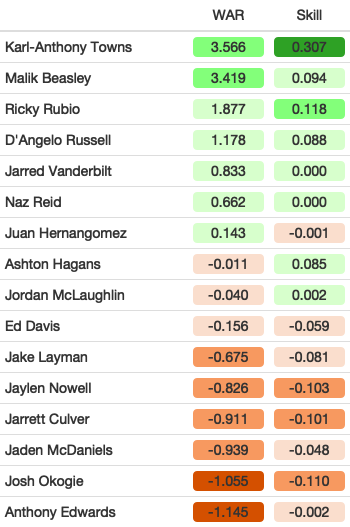 WAR Skill
Karl-Anthony Towns 3.566 0.307
Malik Beasley 3.419 0.094
Ricky Rubio 1.877 0.118
D'Angelo Russell 1.178 0.088
Jarred Vanderbilt 0.833 0.000
Naz Reid 0.662 0.000
Juan Hernangomez 0.143 -0.001
Ashton Hagans -0.011 0.085
Jordan McLaughlin -0.040 0.002
Ed Davis -0.156 -0.059
Jake Layman -0.675 -0.081
Jaylen Nowell -0.826 -0.103
Jarrett Culver -0.911 -0.101
Jaden McDaniels -0.939 -0.048
Josh Okogie -1.055 -0.110
Anthony Edwards -1.145 -0.002